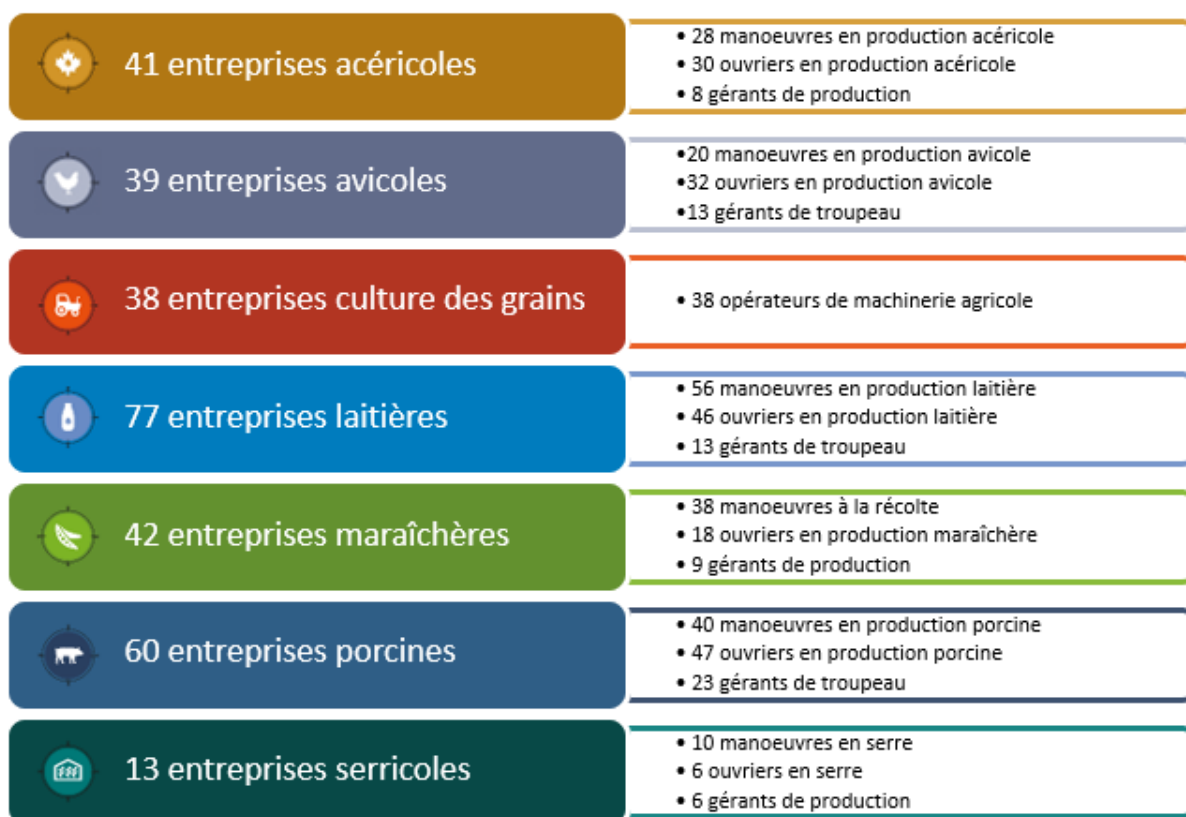 41 entreprises acéricoles
• 28 manoeuvres en production acéricole
• 30 ouvriers en production acéricole
• 8 gérants de production
39 entreprises avicoles
•20 manoeuvres en production avicole
•32 ouvriers en production avicole
•13 gérants de troupeau
38 entreprises culture des grains
• 38 opérateurs de machinerie agricole
77 entreprises laitières
• 56 manoeuvres en production laitière
• 46 ouvriers en production laitière
• 13 gérants de troupeau
42 entreprises maraîchères
• 38 manoeuvres à la récolte
• 18 ouvriers en production maraîchère
• 9 gérants de production
60 entreprises porcines
• 40 manoeuvres en production porcine
• 47 ouvriers en production porcine
• 23 gérants de troupeau
13 entreprises serricoles
• 10 manoeuvres en serre
• 6 ouvriers en serre
• 6 gérants de production